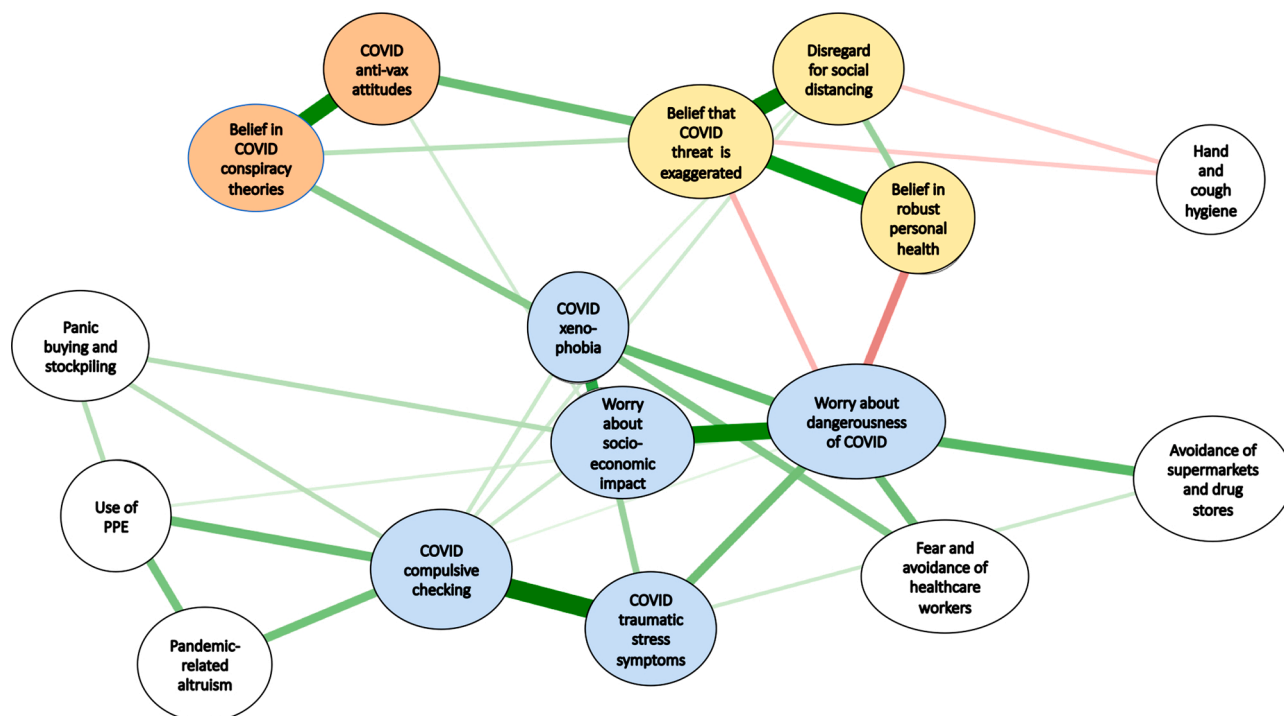 COVID
anti-vax
attitudes
Disregard
for social
distancing
Belief in
COVID
conspiracy
theories
Belief that
COVID
threat is
exaggerated
Hand
and
cough
hygiene
Belief in
robust
personal
health
COVID
xeno-
phobia
Panic
buying and
stockpiling
Worry
about
socio-
economic
impact
Worry about
dangerousness
of COVID
Avoidance of
supermarkets
and drug
stores
Use of
PPE
COVID
compulsive
checking
Fear and
avoidance of
healthcare
workers
COVID
traumatic
stress
symptoms
Pandemic-
related
altruism